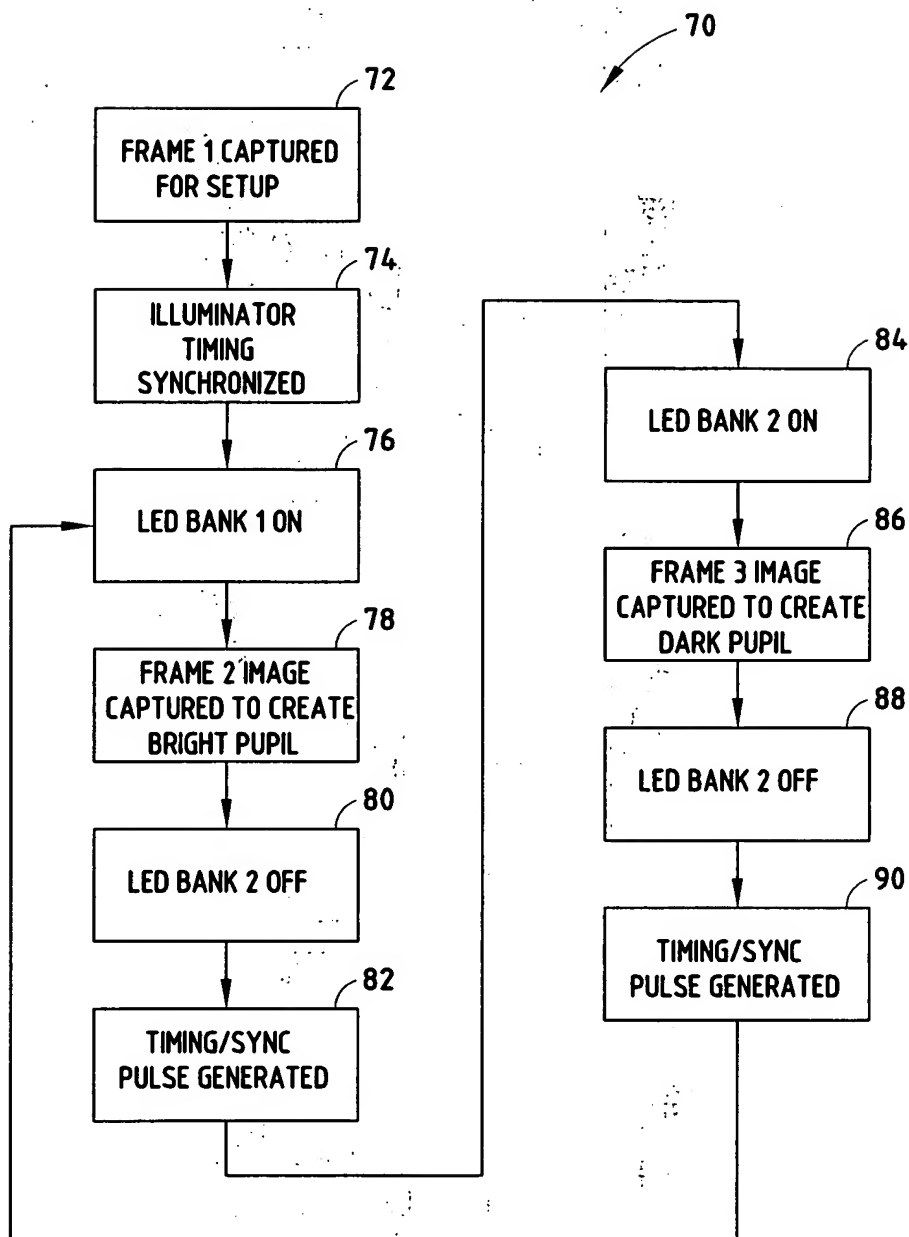 70
72
FRAME 1 CAPTURED
FOR SETUP
74
ILLUMINATOR
TIMING
SYNCHRONIZED
76
LED BANK 1 ON
78
FRAME 2 IMAGE
CAPTURED TO CREATE
BRIGHT PUPIL
80
LED BANK 2 OFF
82
TIMING/SYNC
PULSE GENERATED
84
LED BANK 2 ON
86
FRAME 3 IMAGE
CAPTURED TO CREATE
DARK PUPIL
88
LED BANK 2 OFF
90
TIMING/SYNC
PULSE GENERATED